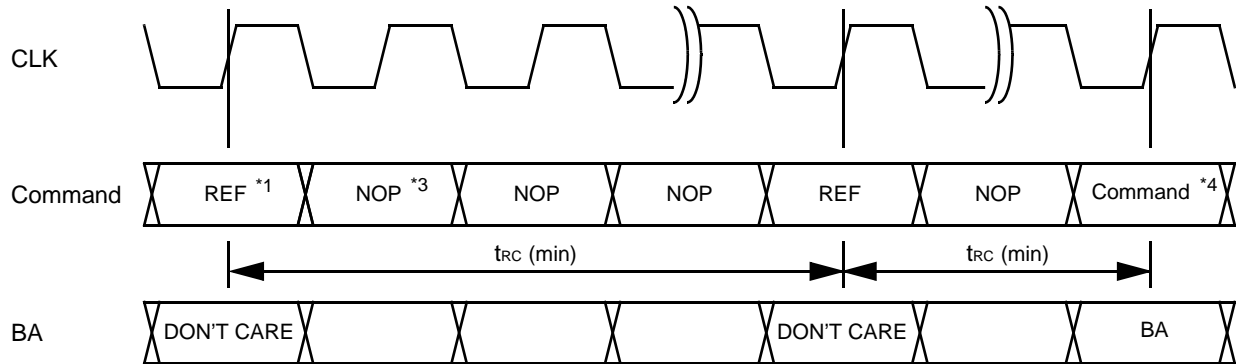 CLK
Command REF *1 NOP *3 NOP NOP REF NOP Command *4
tRC (min) tRC (min)
BA DON'T CARE DON'T CARE BA